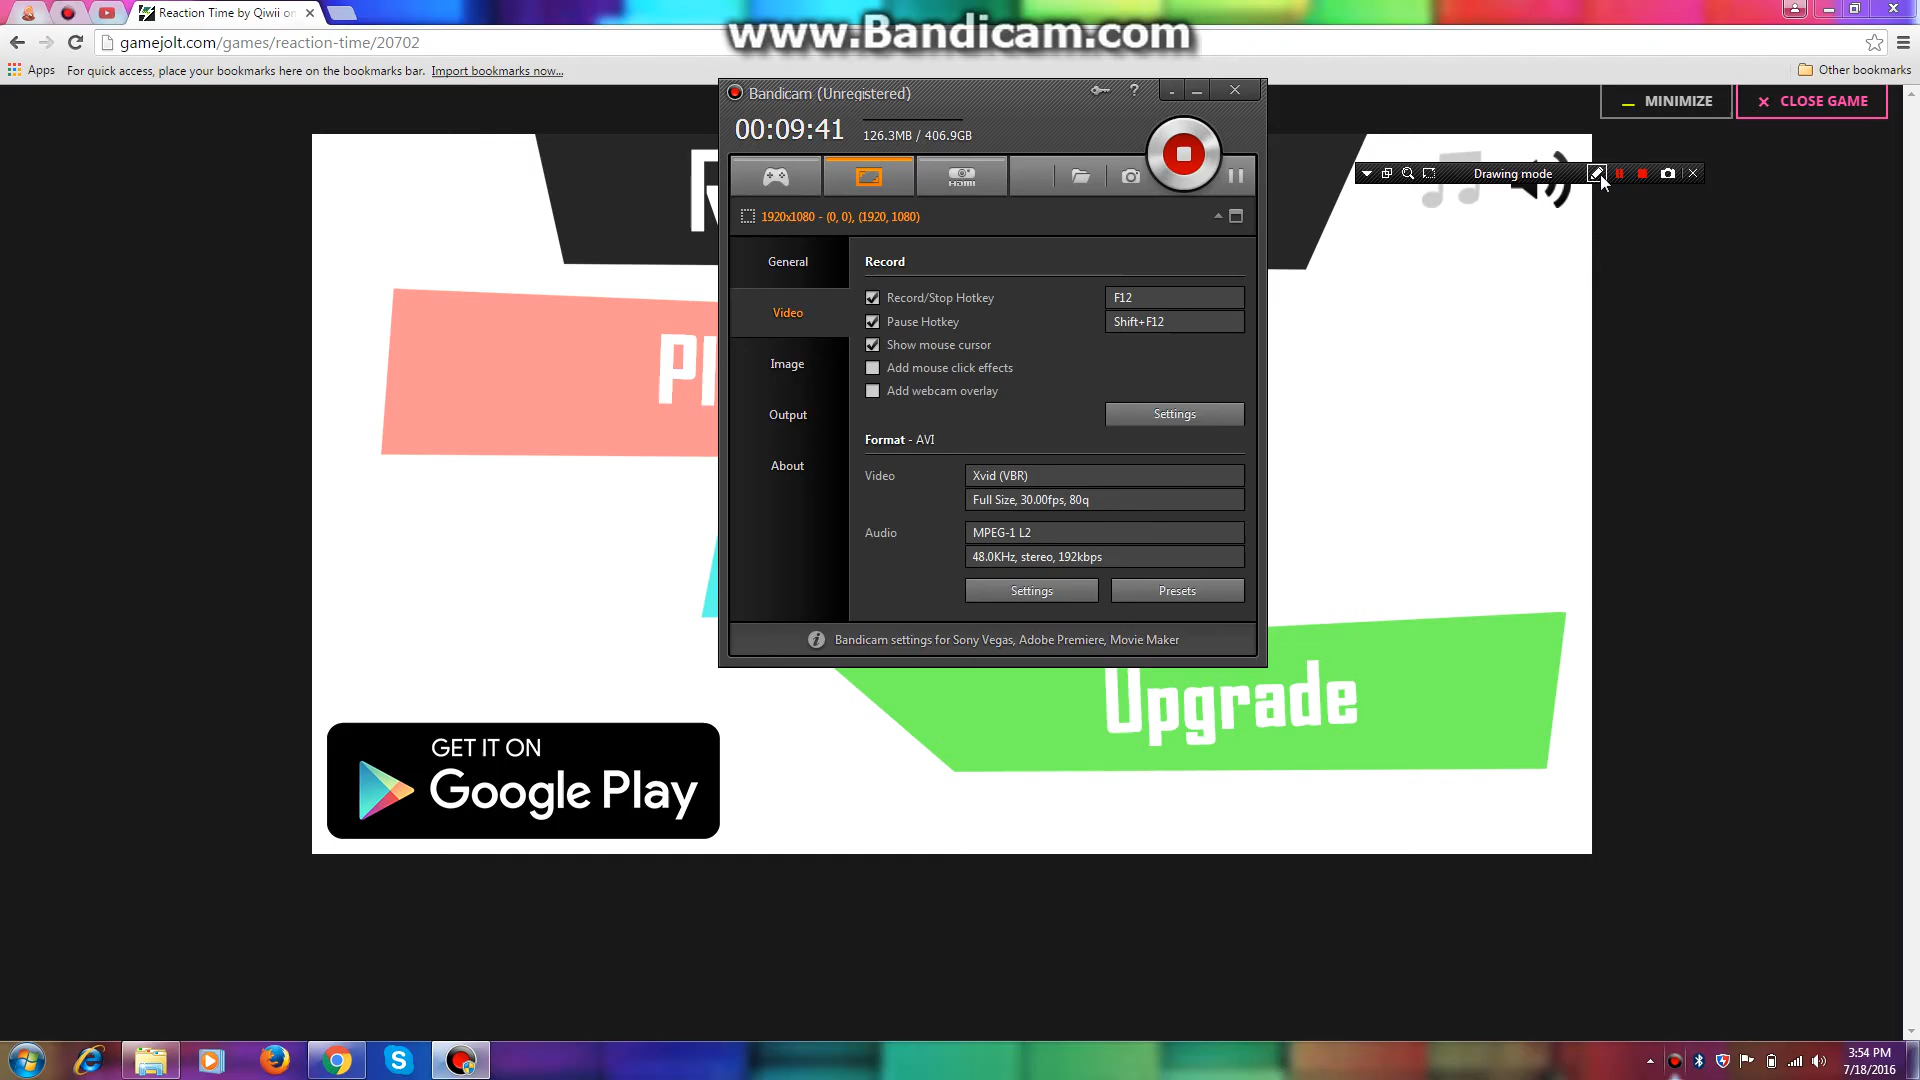 Reaction Time by Qiwii on
www.Bandicam.com
gamejolt.com/games/reaction-time/20702
Apps
For quick access, place your bookmarks here on the bookmarks bar. Import bookmarks now...
Other bookmarks
Bandicam (Unregistered)
?
MINIMIZE
CLOSE GAME
00:09:41
126.3MB / 406.9GB
HDMI
Drawing mode
1920x1080 - (0, 0), (1920, 1080)
General
Video
Image
Output
About
Record
Record/Stop Hotkey
F12
Pause Hotkey
Shift+F12
Show mouse cursor
Add mouse click effects
Add webcam overlay
Settings
Format - AVI
Video
Xvid (VBR)
Full Size, 30.00fps, 80q
Audio
MPEG-1 L2
48.0KHz, stereo, 192kbps
Settings
Presets
Bandicam settings for Sony Vegas, Adobe Premiere, Movie Maker
Pl
Upgrade
GET IT ON
Google Play
3:54 PM
7/18/2016